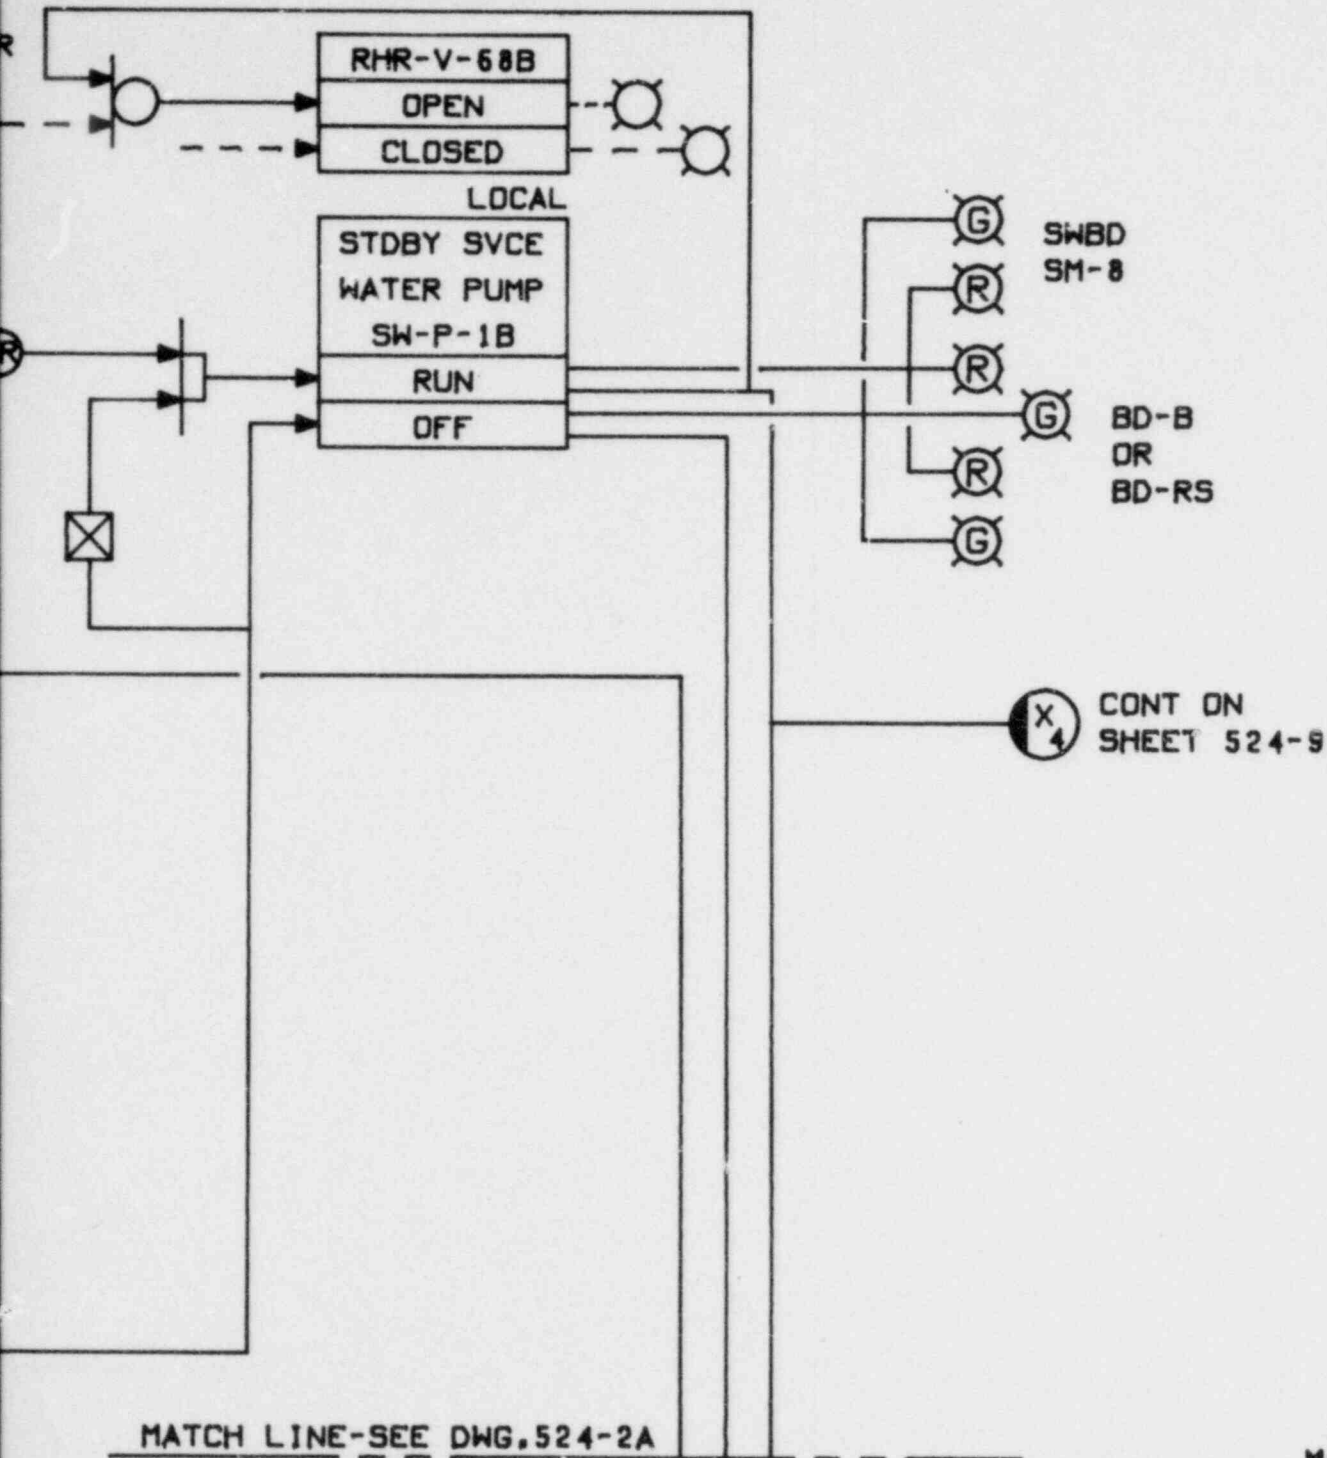 R
RHR-V-68B
OPEN
CLOSED
LOCAL
STDBY SVCE
WATER PUMP
SW-P-1B
RUN
OFF
R
G
SWBD
SM-8
R
R
G
BD-B
OR
BD-RS
R
G
X
4
CONT ON
SHEET 524-9
MATCH LINE-SEE DWG.524-2A
M